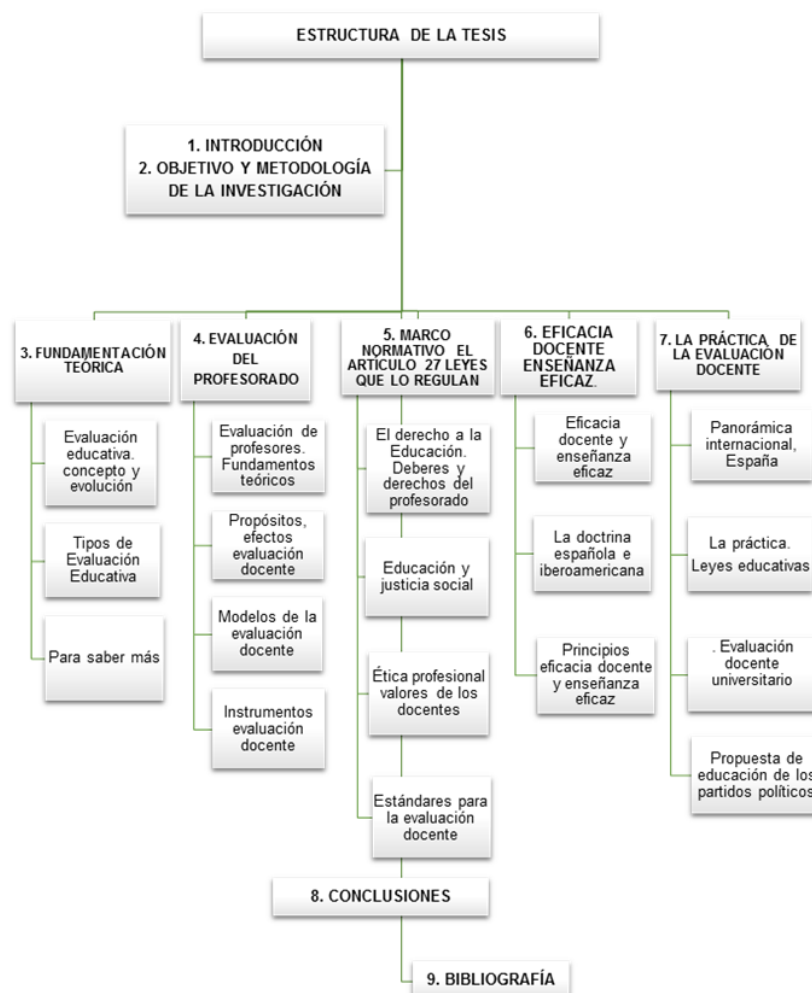 ESTRUCTURA DE LA TESIS
1. INTRODUCCIÓN
2. OBJETIVO Y METODOLOGÍA
DE LA INVESTIGACIÓN
3. FUNDAMENTACIÓN
TEÓRICA
Evaluación
educativa.
concepto y
evolución
Tipos de
Evaluación
Educativa
Para saber más
4. EVALUACIÓN
DEL
PROFESORADO
Evaluación de
profesores.
Fundamentos
teóricos
Propósitos,
efectos
evaluación
docente
Modelos de la
evaluación
docente
Instrumentos
evaluación
docente
5. MARCO
NORMATIVO EL
ARTÍCULO 27 LEYES
QUE LO REGULAN
El derecho a la
Educación.
Deberes y
derechos del
profesorado
Educación y
justicia social
Ética profesional
valores de los
docentes
Estándares para
la evaluación
docente
6. EFICACIA
DOCENTE
ENSEÑANZA
EFICAZ.
Eficacia
docente y
enseñanza
eficaz
La doctrina
española e
iberoamericana
Principios
eficacia docente
y enseñanza
eficaz
7. LA PRÁCTICA DE
LA EVALUACIÓN
DOCENTE
Panorámica
internacional,
España
La práctica.
Leyes educativas
. Evaluación
docente
universitario
Propuesta de
educación de los
partidos políticos
8. CONCLUSIONES
9. BIBLIOGRAFÍA